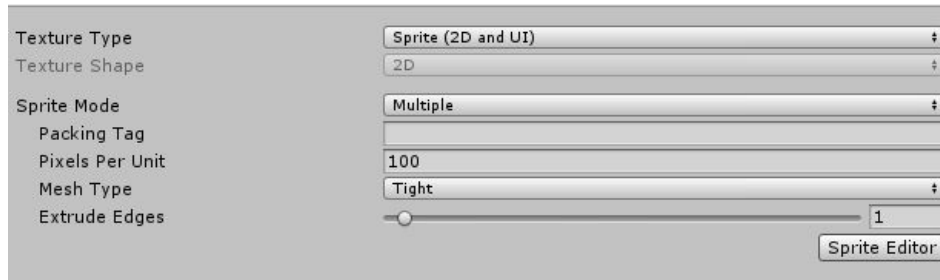 Texture Type Sprite (2D and UI)
Texture Shape 2D
Sprite Mode Multiple
Packing Tag
Pixels Per Unit 100
Mesh Type Tight
Extrude Edges 1
Sprite Editor